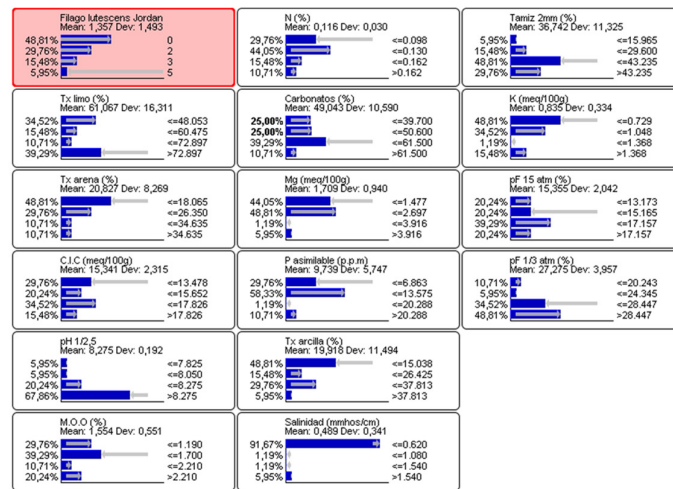 Filago lutescens Jordan
Mean: 1,357 Dev: 1,493
48,81% 0
29,76% 2
15,48% 3
5,95% 5
N (%)
Mean: 0,116 Dev: 0,030
29,76% <=0.098
44,05% <=0.130
15,48% <=0.162
10,71% >0.162
Tamiz 2mm (%)
Mean: 36,742 Dev: 11,325
5,95% <=15.965
15,48% <=29.600
48,81% <=43.235
29,76% >43.235
Tx limo (%)
Mean: 61,067 Dev: 16,311
34,52% <=48.053
15,48% <=60.475
10,71% <=72.897
39,29% >72.897
Carbonatos (%)
Mean: 49,043 Dev: 10,590
25,00% <=39.700
25,00% <=50.600
39,29% <=61.500
10,71% >61.500
K (meq/100g)
Mean: 0,835 Dev: 0,334
48,81% <=0.729
34,52% <=1.048
1,19% <=1.368
15,48% >1.368
Tx arena (%)
Mean: 20,827 Dev: 8,269
48,81% <=18.065
29,76% <=26.350
10,71% <=34.635
10,71% >34.635
Mg (meq/100g)
Mean: 1,709 Dev: 0,940
44,05% <=1.477
48,81% <=2.697
1,19% <=3.916
5,95% >3.916
pF 15 atm (%)
Mean: 15,355 Dev: 2,042
20,24% <=13.173
20,24% <=15.165
39,29% <=17.157
20,24% >17.157
C.I.C (meq/100g)
Mean: 15,341 Dev: 2,315
29,76% <=13.478
20,24% <=15.652
34,52% <=17.826
15,48% >17.826
P asimilable (p.p.m)
Mean: 9,739 Dev: 5,747
29,76% <=6.863
58,33% <=13.575
1,19% <=20.288
10,71% >20.288
pF 1/3 atm (%)
Mean: 27,275 Dev: 3,957
10,71% <=20.243
5,95% <=24.345
34,52% <=28.447
48,81% >28.447
pH 1/2,5
Mean: 8,275 Dev: 0,192
5,95% <=7.825
5,95% <=8.050
20,24% <=8.275
67,86% >8.275
Tx arcilla (%)
Mean: 19,918 Dev: 11,494
48,81% <=15.038
15,48% <=26.425
29,76% <=37.813
5,95% >37.813
M.O.O (%)
Mean: 1,554 Dev: 0,551
29,76% <=1.190
39,29% <=1.700
10,71% <=2.210
20,24% >2.210
Salinidad (mmhos/cm)
Mean: 0,489 Dev: 0,341
91,67% <=0.620
1,19% <=1.080
1,19% <=1.540
5,95% >1.540